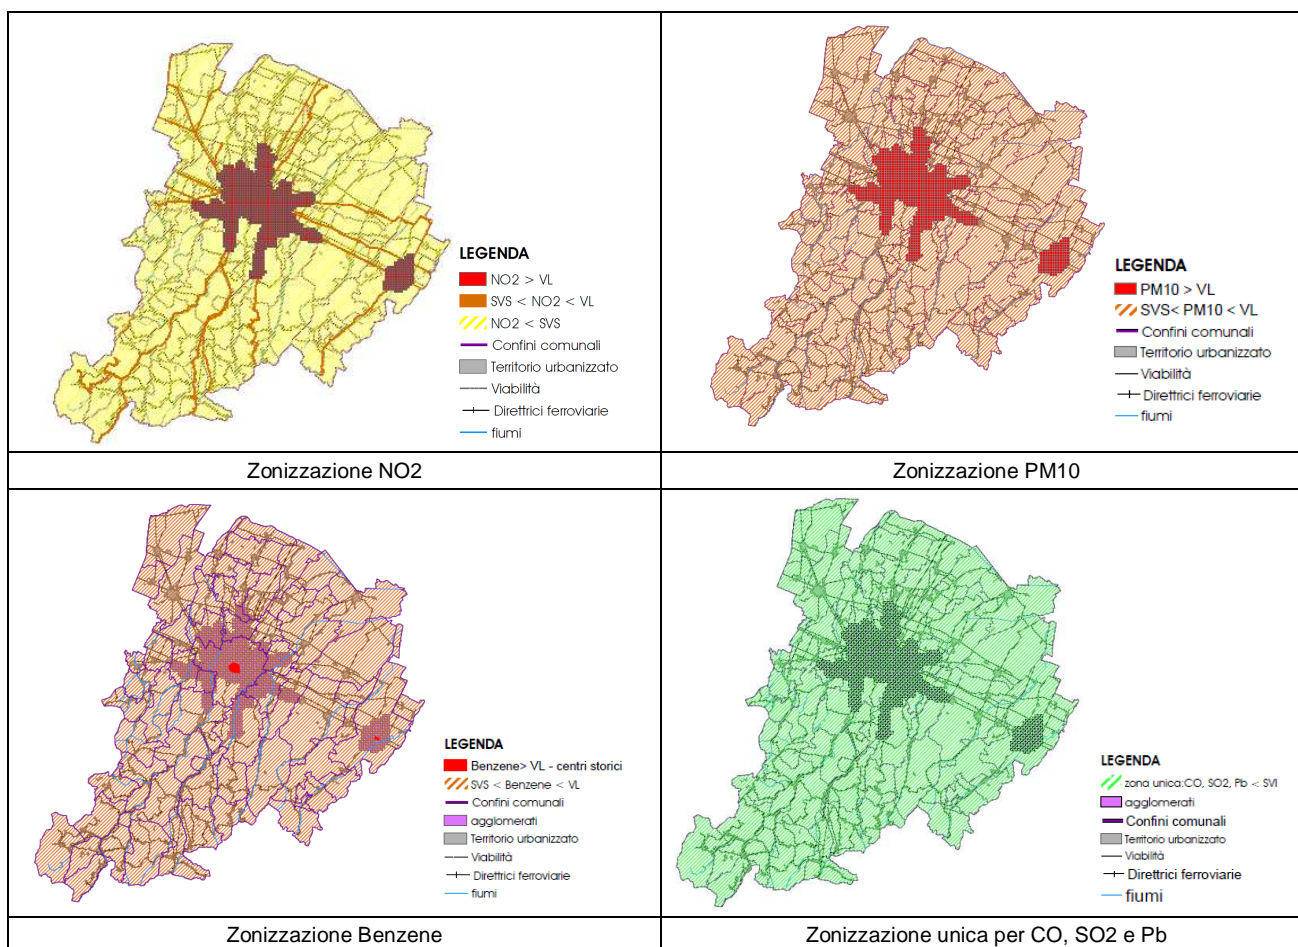 LEGENDA
NO2 > VL
SVS < NO2 < VL
NO2 < SVS
Confini comunali
Territorio urbanizzato
Viabilità
Direttrici ferroviarie
fiumi
Zonizzazione NO2
LEGENDA
PM10 > VL
SVS< PM10 < VL
Confini comunali
Territorio urbanizzato
Viabilità
Direttrici ferroviarie
fiumi
Zonizzazione PM10
LEGENDA
Benzene> VL - centri storici
SVS < Benzene < VL
Confini comunali
agglomerati
Territorio urbanizzato
Viabilità
Direttrici ferroviarie
fiumi
Zonizzazione Benzene
LEGENDA
zona unica:CO, SO2, Pb < SVI
agglomerati
Confini comunali
Territorio urbanizzato
Viabilità
Direttrici ferroviarie
fiumi
Zonizzazione unica per CO, SO2 e Pb